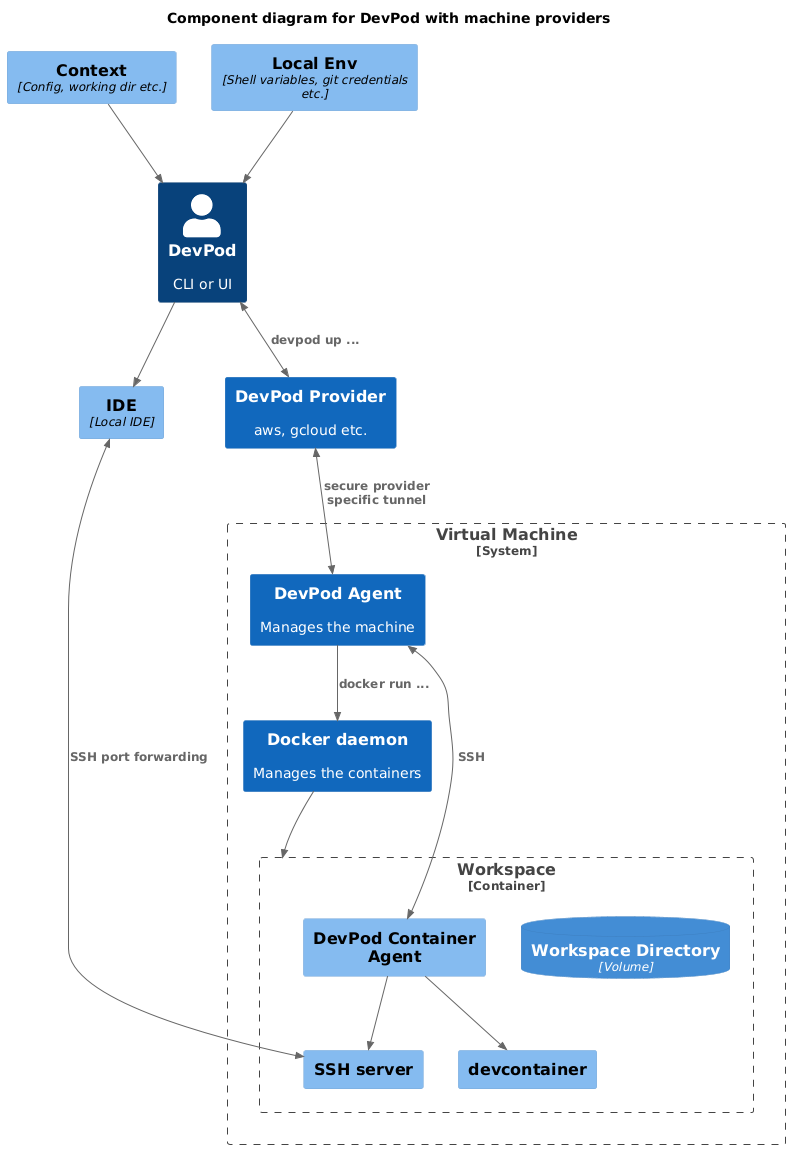 Component diagram for DevPod with machine providers
Context
[Config, working dir etc.]
Local Env
[Shell variables, git credentials
etc.]
DevPod
CLI or UI
devpod up ...
IDE
[Local IDE]
DevPod Provider
aws, gcloud etc.
secure provider
specific tunnel
Virtual Machine
[System]
DevPod Agent
Manages the machine
docker run ...
Docker daemon
Manages the containers
SSH port forwarding
SSH
Workspace
[Container]
DevPod Container
Agent
Workspace Directory
[Volume]
SSH server
devcontainer